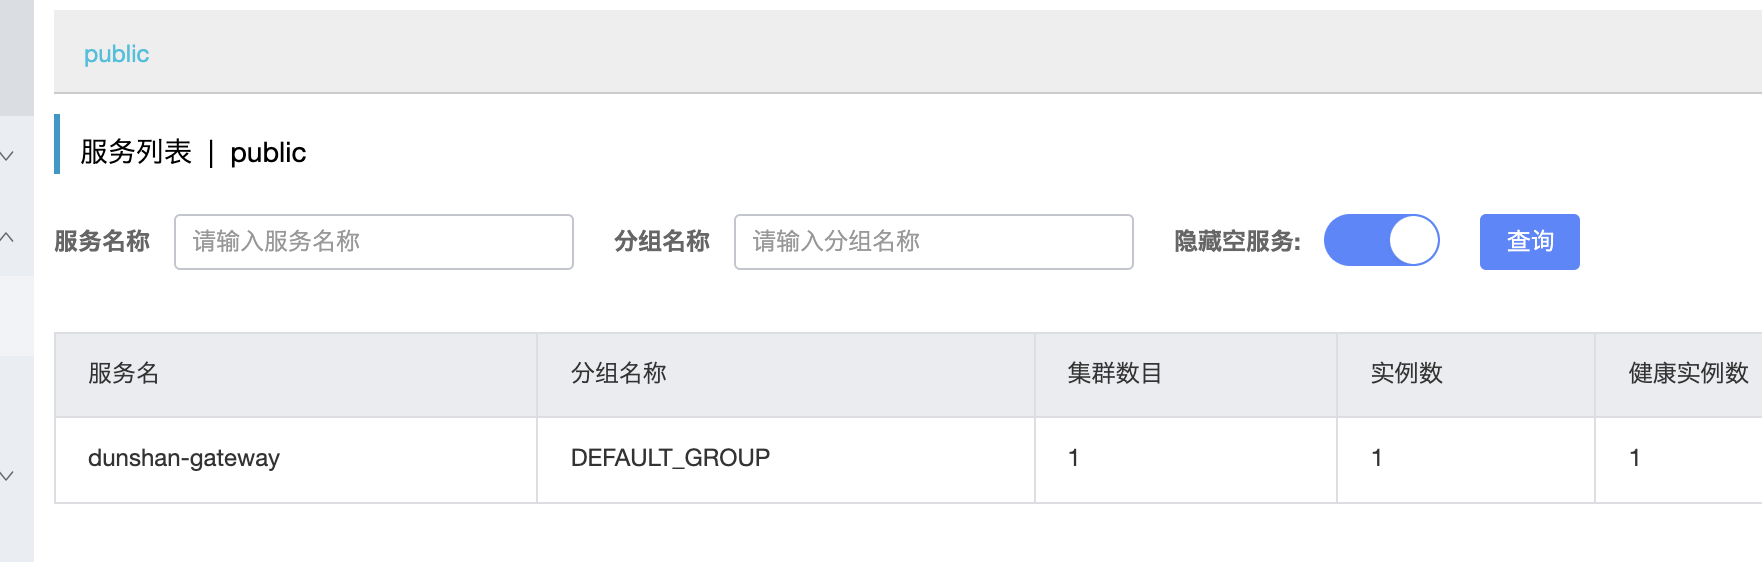 public
服务列表 | public
服务名称 请输入服务名称 分组名称 请输入分组名称 隐藏空服务: 查询
服务名 分组名称 集群数目 实例数 健康实例数
dunshan-gateway DEFAULT_GROUP 1 1 1